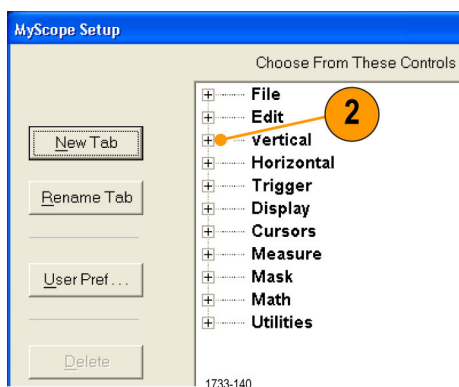 MyScope Setup
Choose From These Controls
File
Edit
2
Vertical
New Tab
Horizontal
Trigger
Rename Tab
Display
Cursors
Measure
User Pref...
Mask
Math
Utilities
Delete
1733-140